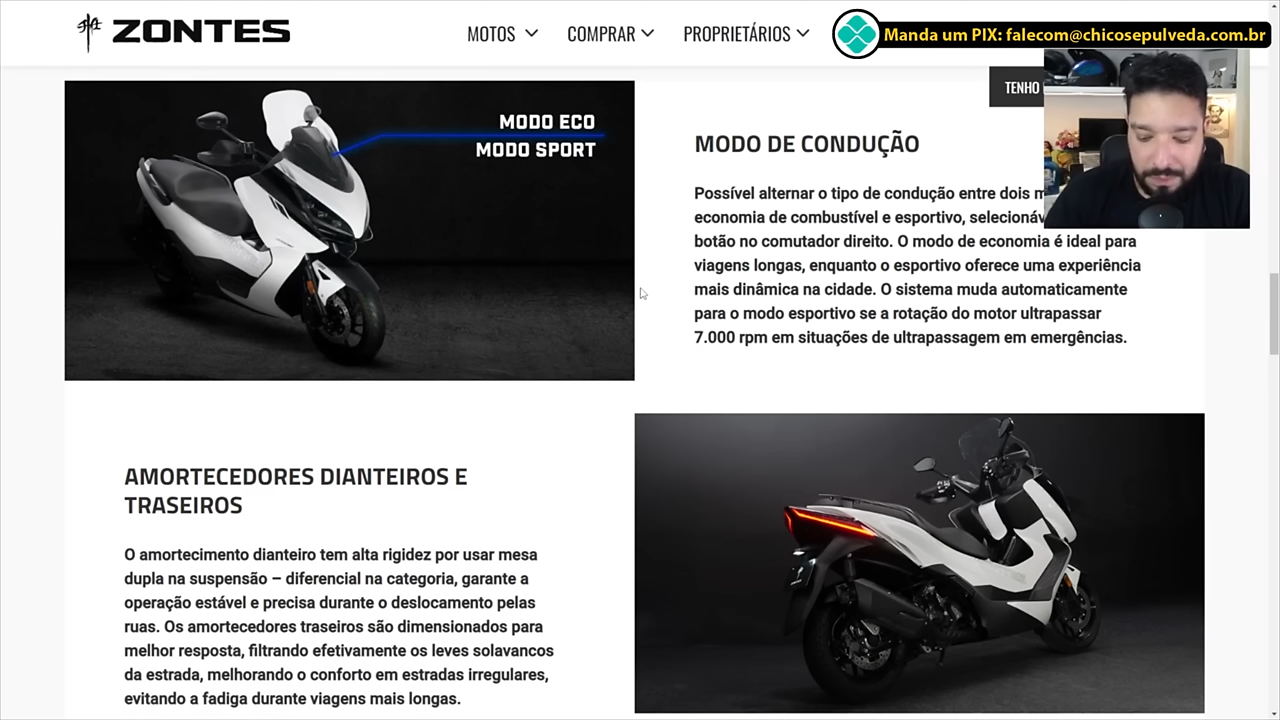 ZONTES
MOTOS
COMPRAR
PROPRIETÁRIOS
Manda um PIX: falecom@chicosepulveda.com.br
TENHO
MODO ECO
MODO SPORT
MODO DE CONDUÇÃO
Possível alternar o tipo de condução entre dois
economia de combustível e esportivo,
botão no comutador direito. O modo de economia é ideal para
viagens longas, enquanto o esportivo oferece uma experiência
mais dinâmica na cidade. O sistema muda automaticamente
para o modo esportivo se a rotação do motor ultrapassar
7.000 rpm em situações de ultrapassagem em emergências.
AMORTECEDORES DIANTEIROS E
TRASEIROS
O amortecimento dianteiro tem alta rigidez por usar mesa
dupla na suspensão – diferencial na categoria, garante a
operação estável e precisa durante o deslocamento pelas
ruas. Os amortecedores traseiros são dimensionados para
melhor resposta, filtrando efetivamente os leves solavancos
da estrada, melhorando o conforto em estradas irregulares,
evitando a fadiga durante viagens mais longas.